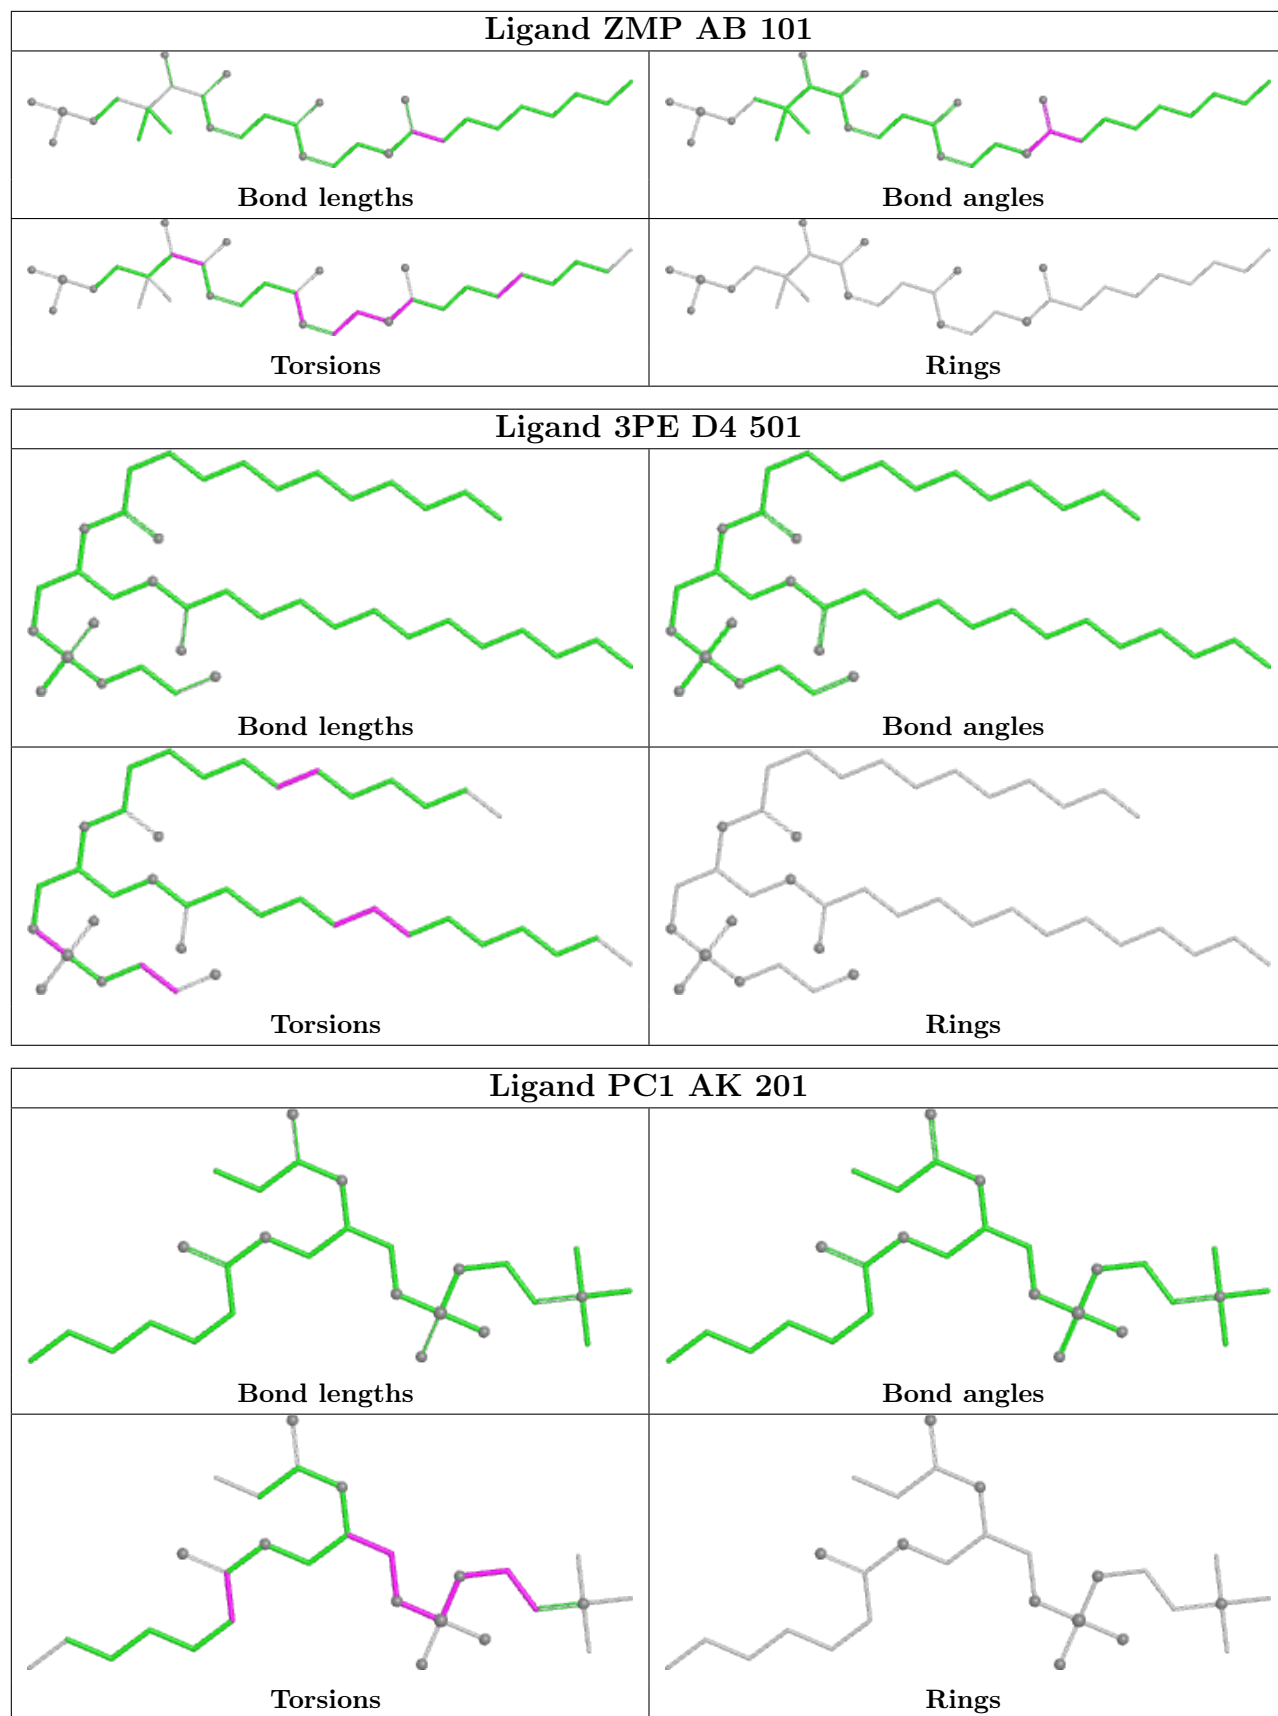 Ligand ZMP AB 101
Bond lengths
Bond angles
Torsions
Rings
Ligand 3PE D4 501
Bond lengths
Bond angles
Torsions
Rings
Ligand PC1 AK 201
Bond lengths
Bond angles
Torsions
Rings